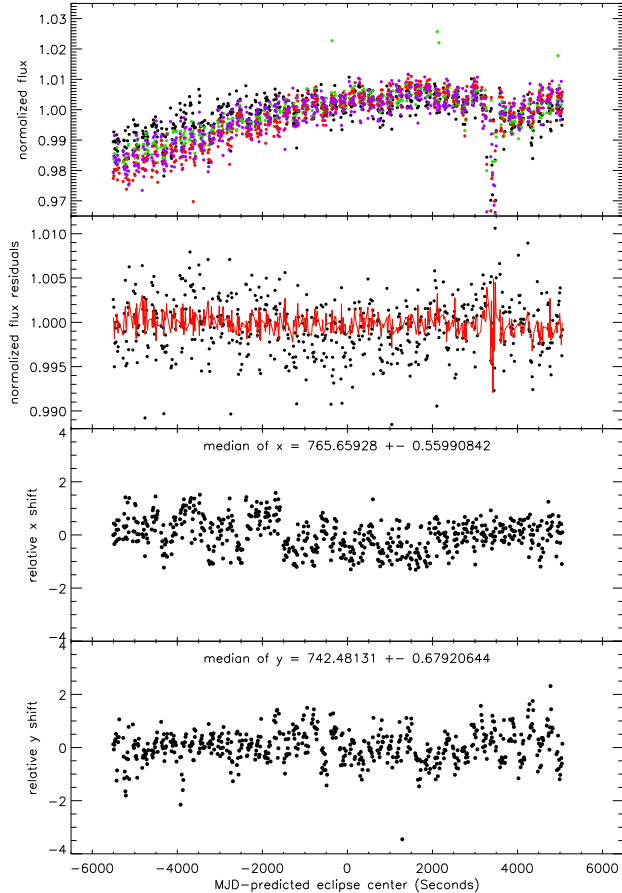 1.03
1.02
1.01
1.00
0.99
0.98
0.97
normalized flux
1.010
1.005
1.000
0.995
0.990
normalized flux residuals
4
2
0
-2
-4
relative x shift
median of x = 765.65928 +- 0.55990842
4
2
0
-2
-4
relative y shift
median of y = 742.48131 +- 0.67920644
-6000 -4000 -2000 0 2000 4000 6000
MJD-predicted eclipse center (Seconds)